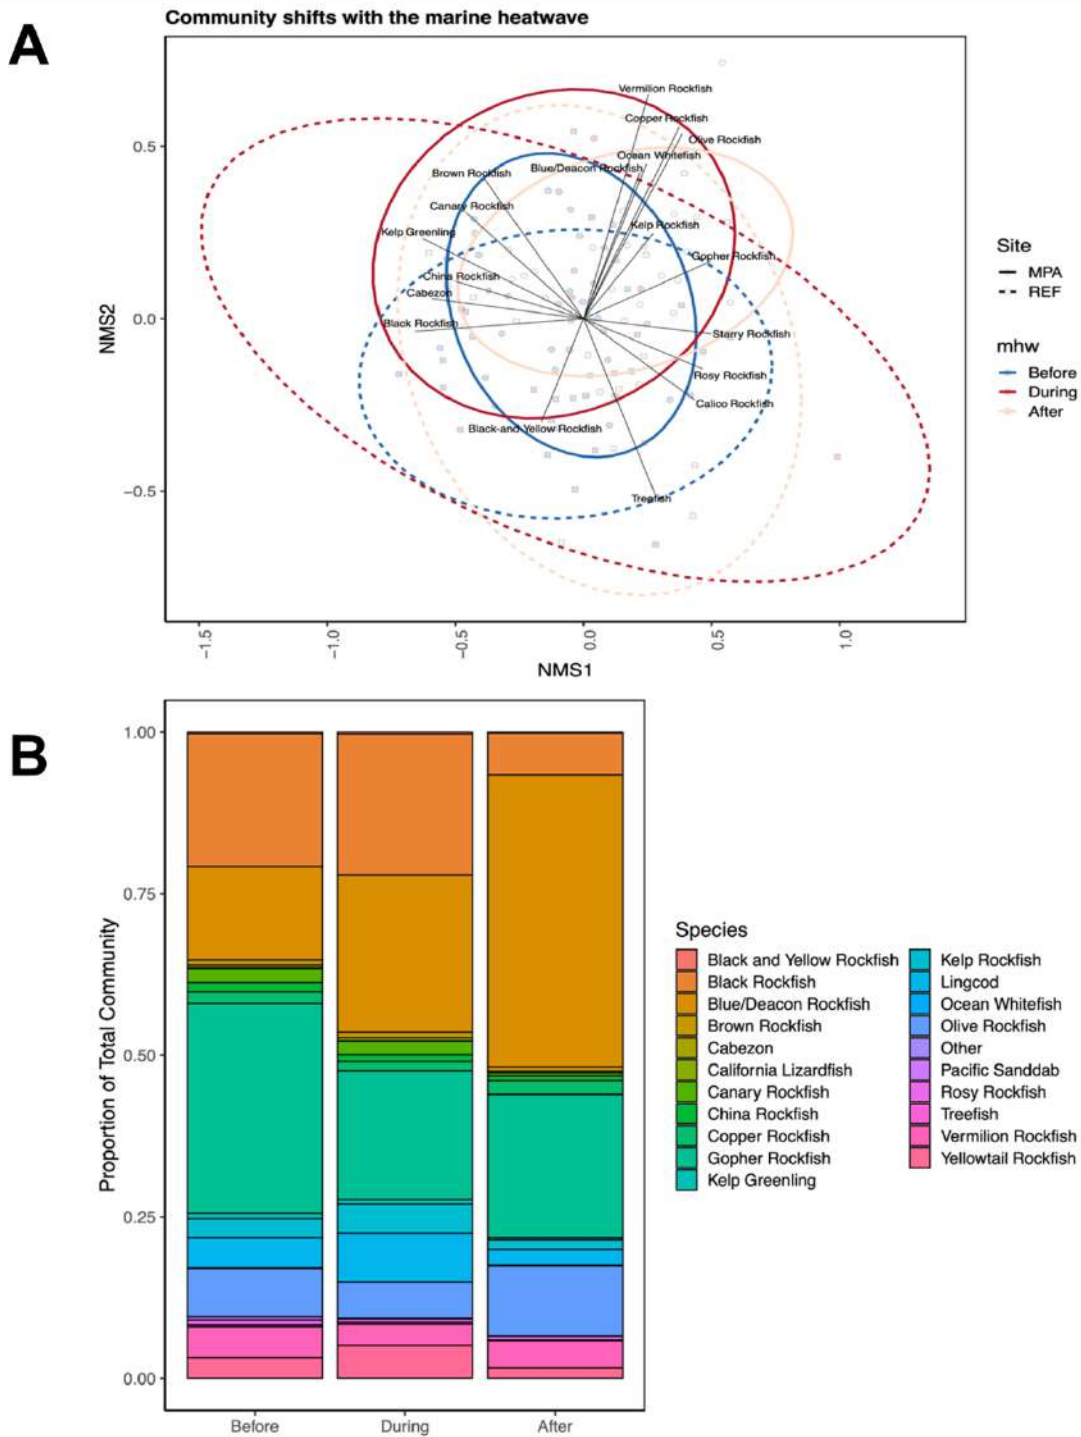 A
Community shifts with the marine heatwave
Vermilion Rockfish
Copper Rockfish
Olive Rockfish
Ocean Whitefish
Blue/Deacon Rockfish
Brown Rockfish
Canary Rockfish
Kelp Greenling
Kelp Rockfish
Gopher Rockfish
China Rockfish
Cabezon
Black Rockfish
Starry Rockfish
Rosy Rockfish
Calico Rockfish
Black and Yellow Rockfish
Treefish
NMS2
0.5
0.0
−0.5
−1.5
−1.0
−0.5
0.0
0.5
1.0
NMS1
Site
MPA
REF
mhw
Before
During
After
B
Proportion of Total Community
1.00
0.75
0.50
0.25
0.00
Before
During
After
Species
Black and Yellow Rockfish
Black Rockfish
Blue/Deacon Rockfish
Brown Rockfish
Cabezon
California Lizardfish
Canary Rockfish
China Rockfish
Copper Rockfish
Gopher Rockfish
Kelp Greenling
Kelp Rockfish
Lingcod
Ocean Whitefish
Olive Rockfish
Other
Pacific Sanddab
Rosy Rockfish
Treefish
Vermilion Rockfish
Yellowtail Rockfish